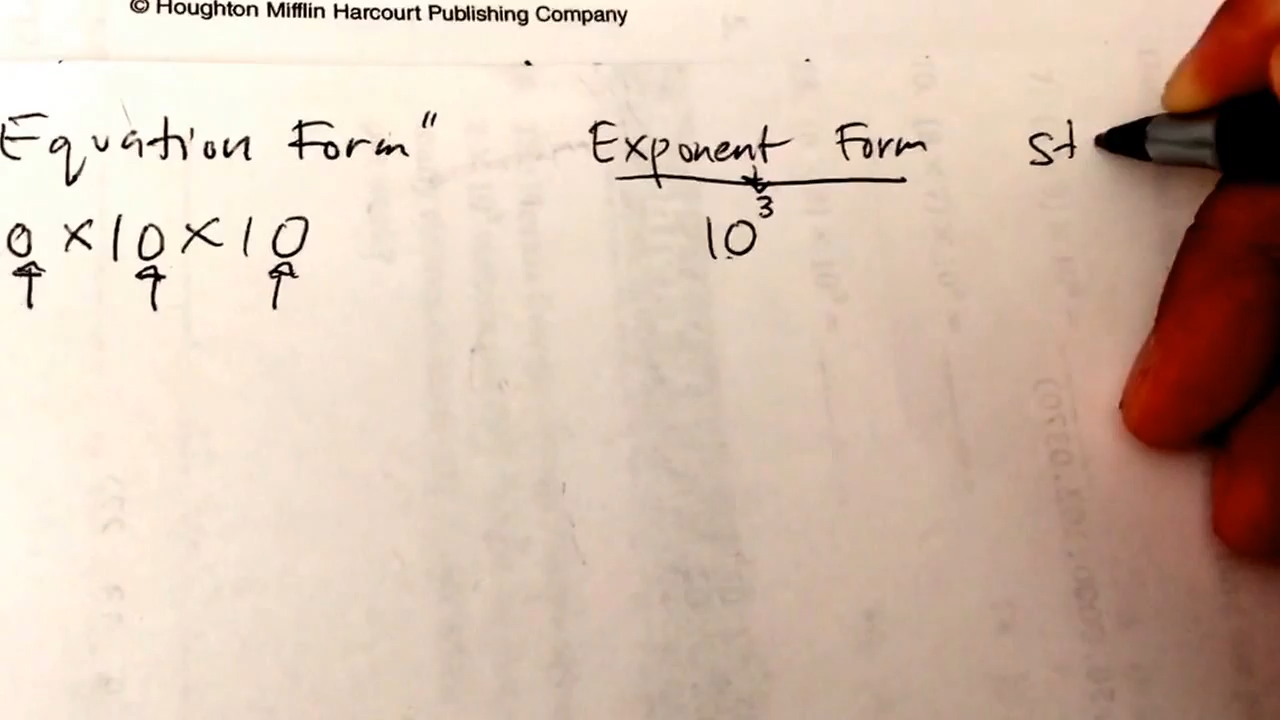 © Houghton Mifflin Harcourt Publishing Company
Equation Form" Exponent Form St
0 × 10 × 10 10³